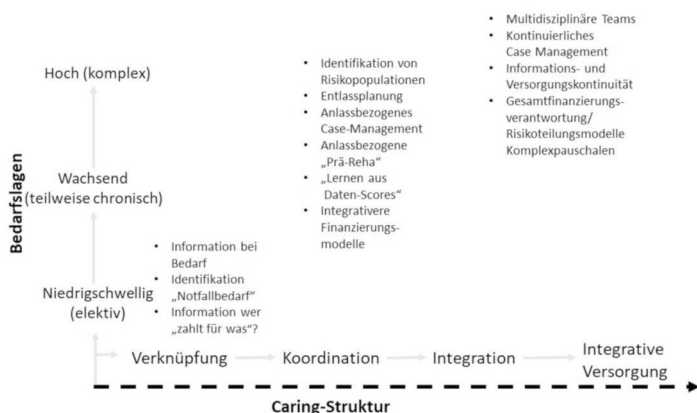 • Multidisziplinäre Teams
• Kontinuierliches
Case Management
• Informations- und
Versorgungskontinuität
• Gesamtfinanzierungs-
verantwortung/
Risikoteilungsmodelle
Komplexpauschalen
• Identifikation von
Risikopopulationen
• Entlassplanung
• Anlassbezogenes
Case-Management
• Anlassbezogene
„Prä-Reha“
• „Lernen aus
Daten-Scores“
• Integrativere
Finanzierungs-
modelle
Hoch (komplex)
Wachsend
(teilweise chronisch)
Niedrigschwellig
(elektiv)
Bedarfslagen
• Information bei
Bedarf
• Identifikation
„Notfallbedarf“
• Information wer
„zahlt für was“?
Verknüpfung
Koordination
Integration
Integrative
Versorgung
Caring-Struktur